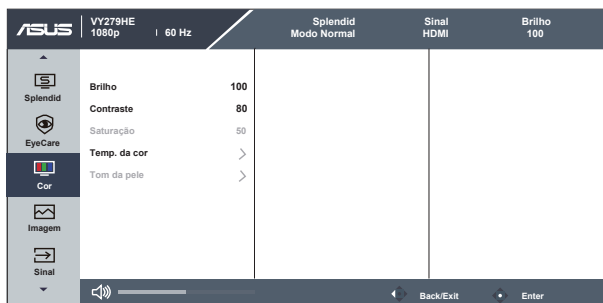 ASUS
VY279HE
1080p | 60 Hz
Splendid
Modo Normal
Sinal
HDMI
Brilho
100
Splendid
EyeCare
Cor
Imagem
Sinal
Brilho 100
Contraste 80
Saturação 50
Temp. da cor
Tom da pele
Back/Exit
Enter